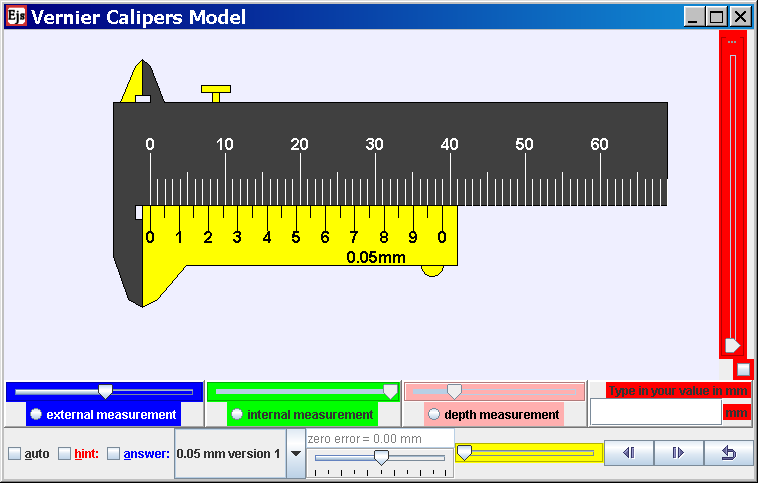 Ejs Vernier Calipers Model
...
0 10 20 30 40 50 60
0 1 2 3 4 5 6 7 8 9 0
0.05mm
Type in your value in mm
external measurement internal measurement depth measurement mm
zero error = 0.00 mm
auto hint: answer: 0.05 mm version 1